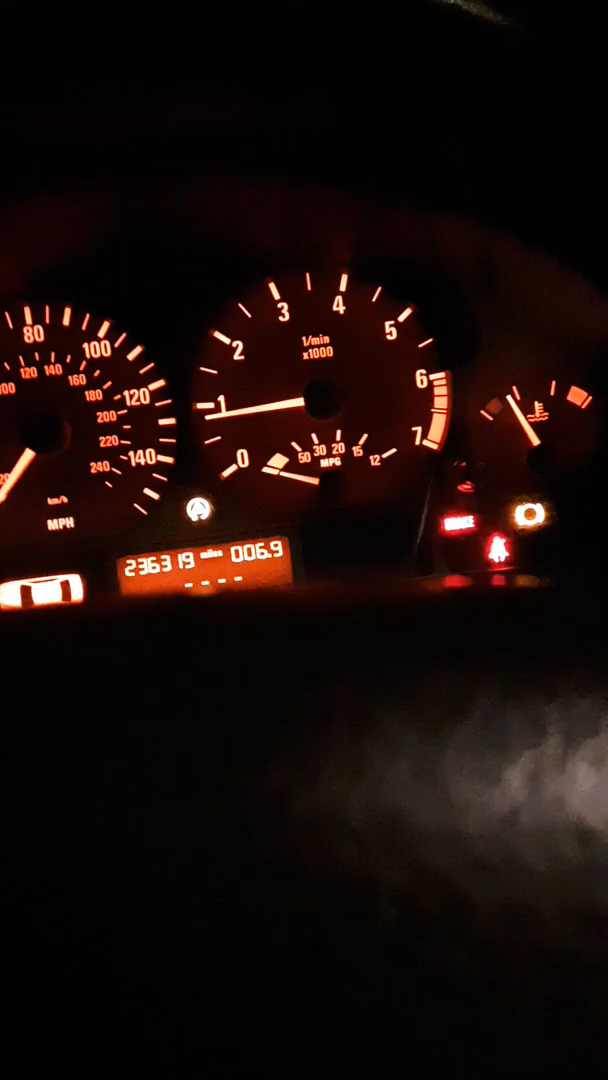 80
100
120
140
100 120 140 160
180
200
220
240
km/h
MPH
0
1
2
3
4
5
6
7
1/min
x1000
50 30 20 15 12
MPG
236319 miles 006.9
- - - -
BRAKE